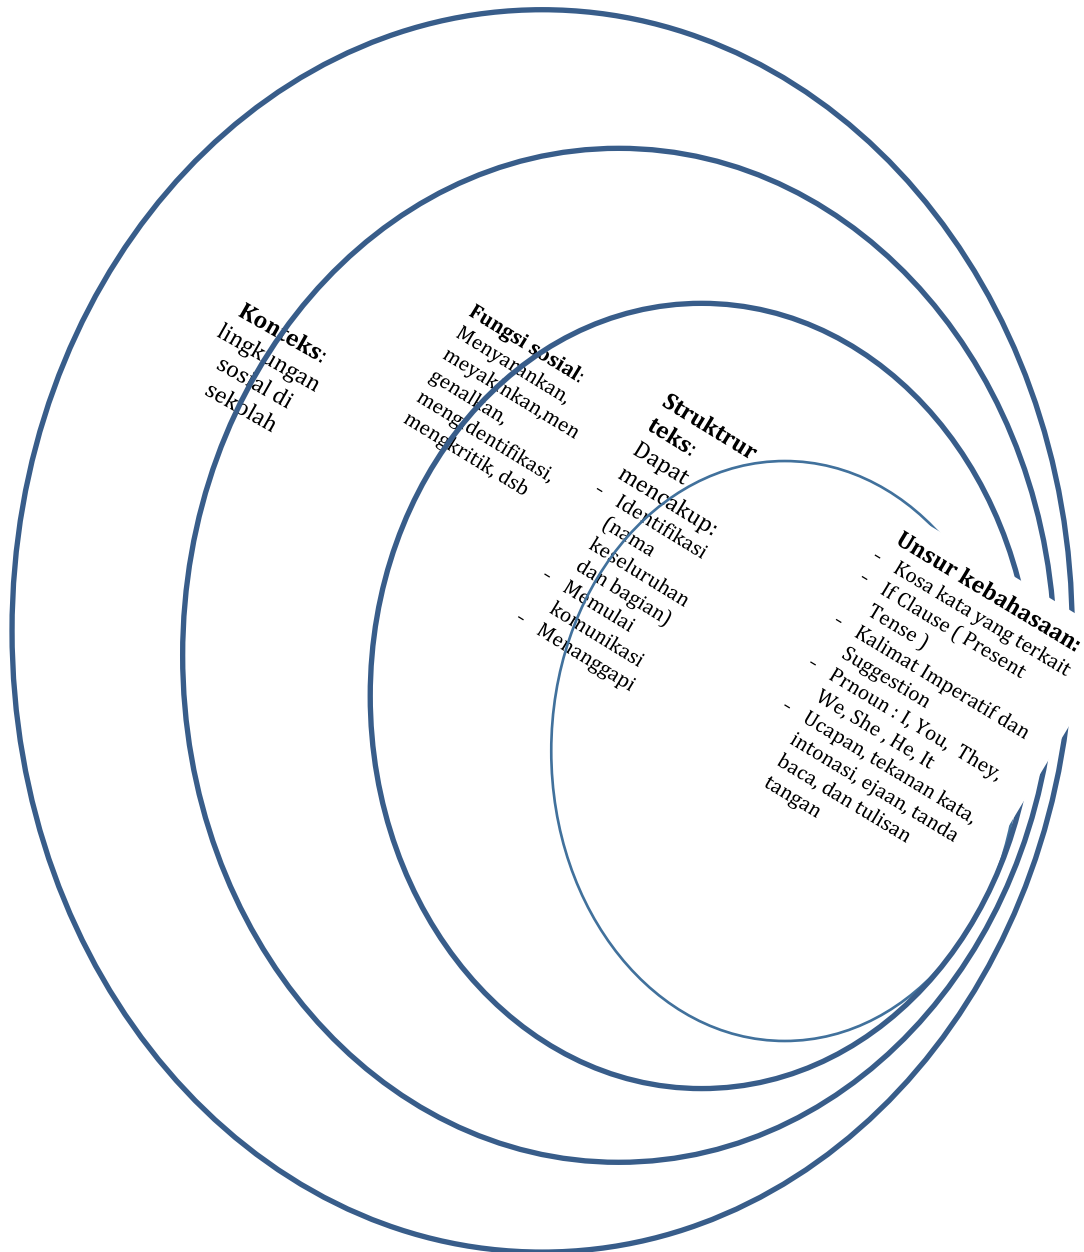 Konteks:
lingkungan
sosial di
sekolah
Fungsi sosial:
Menyarankan,
meyakinkan,men
genalkan,
mengidentifikasi,
mengkritik, dsb
Struktrur
teks:
Dapat
mencakup:
- Identifikasi
(nama
keseluruhan
dan bagian)
- Memulai
komunikasi
- Menanggapi
Unsur kebahasaan:
- Kosa kata yang terkait
- If Clause ( Present
Tense )
- Kalimat Imperatif dan
Suggestion
- Prnoun : I, You, They,
We, She , He, It
- Ucapan, tekanan kata,
intonasi, ejaan, tanda
baca, dan tulisan
tangan